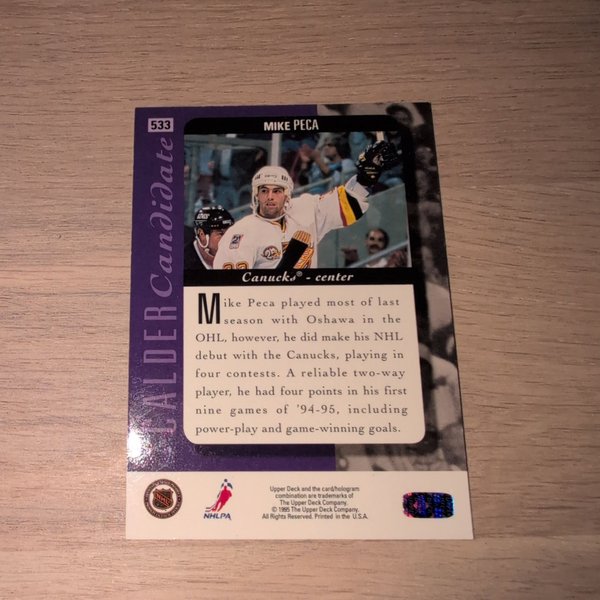 533
MIKE PECA
CALDER Candidate
Canucks® - center
Mike Peca played most of last
season with Oshawa in the
OHL, however, he did make his NHL
debut with the Canucks, playing in
four contests. A reliable two-way
player, he had four points in his first
nine games of '94-95, including
power-play and game-winning goals.
NHLPA
Upper Deck and the card/hologram
combination are trademarks of
The Upper Deck Company.
© 1995 The Upper Deck Company.
All Rights Reserved. Printed in the U.S.A.